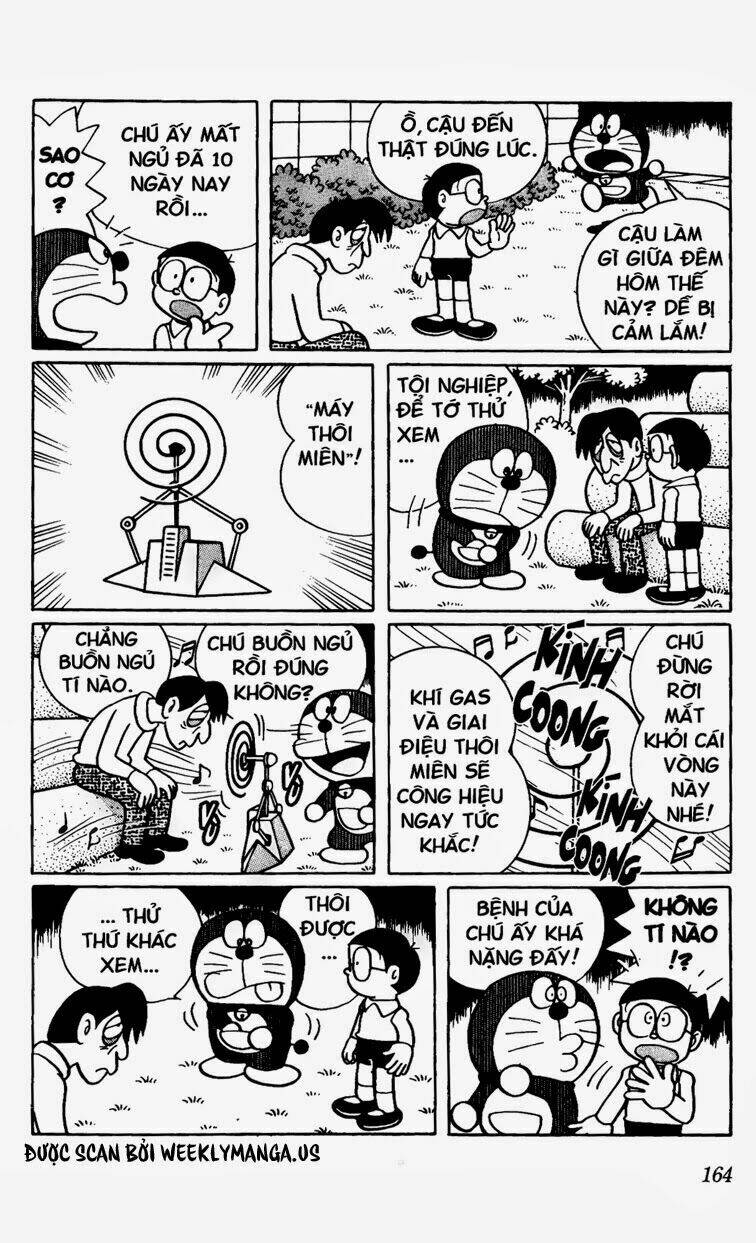 CẬU LÀM
GÌ GIỮA ĐÊM
HÔM THẾ
NÀY? DỄ BỊ
CẢM LẮM!
Ồ, CẬU ĐẾN
THẬT ĐÚNG LÚC.
CHÚ ẤY MẤT
NGỦ ĐÃ 10
NGÀY NAY
RỒI...
SAO
CƠ
?
TỘI NGHIỆP,
ĐỂ TỚ THỬ
XEM
...
"MÁY
THÔI
MIÊN"!
CHÚ
ĐỪNG
RỜI
MẮT
KHỎI CÁI
VÒNG
NÀY
NHÉ!
KÍNH
COONG
KÍNH
COONG
KHÍ GAS
VÀ GIAI
ĐIỆU THÔI
MIÊN SẼ
CÔNG HIỆU
NGAY TỨC
KHẮC!
CHÚ BUỒN NGỦ
RỒI ĐÚNG
KHÔNG?
VÙ
VÙ
CHẲNG
BUỒN NGỦ
TÍ NÀO.
KHÔNG
TÍ NÀO
!?
BỆNH CỦA
CHÚ ẤY KHÁ
NẶNG ĐẤY!
THÔI
ĐƯỢC
...
... THỬ
THỨ KHÁC
XEM...
ĐƯỢC SCAN BỞI WEEKLYMANGA.US
164